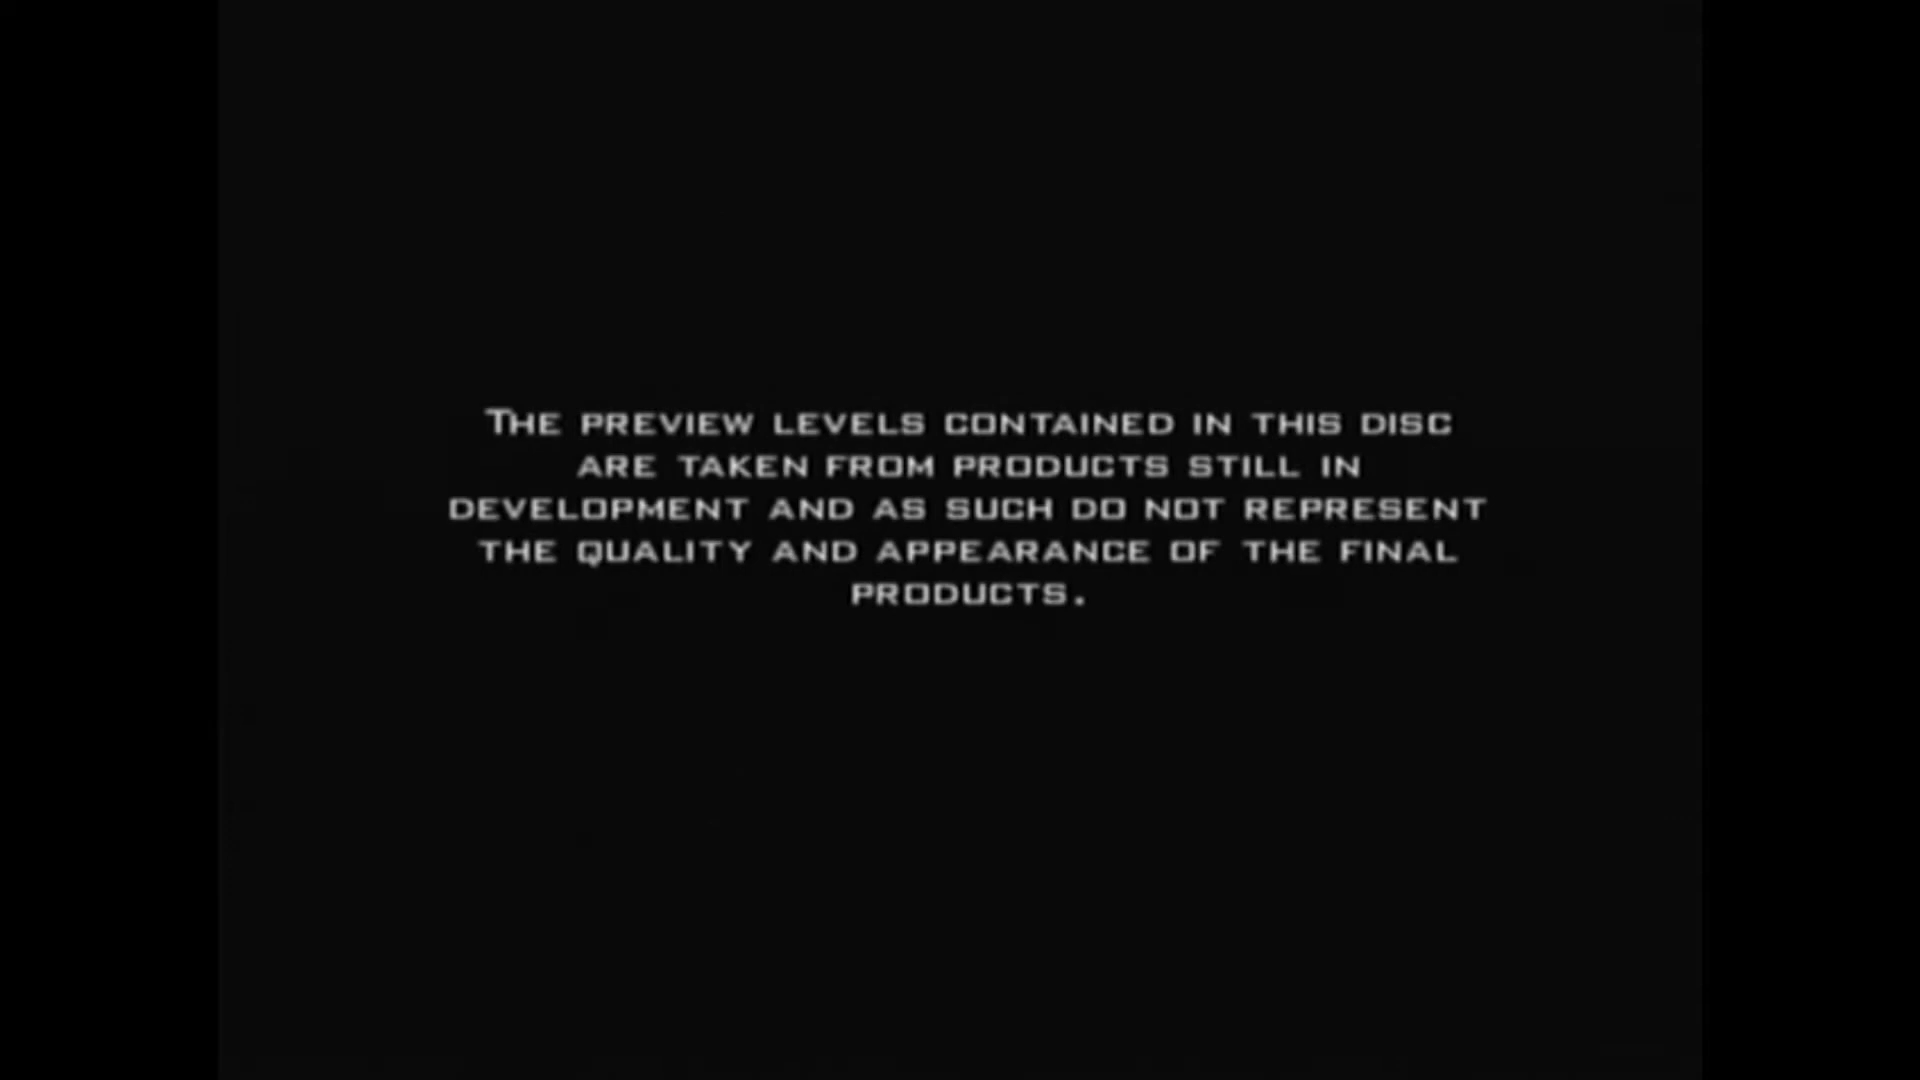 The preview levels contained in this disc
are taken from products still in
development and as such do not represent
the quality and appearance of the final
products.